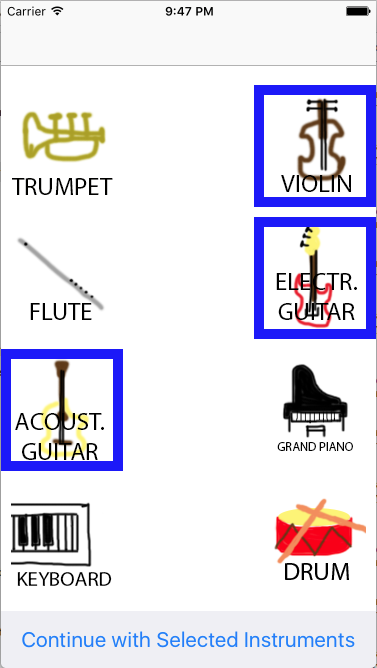 Carrier 9:47 PM
TRUMPET
VIOLIN
FLUTE
ELECTR.
GUITAR
ACOUST.
GUITAR
GRAND PIANO
KEYBOARD
DRUM
Continue with Selected Instruments